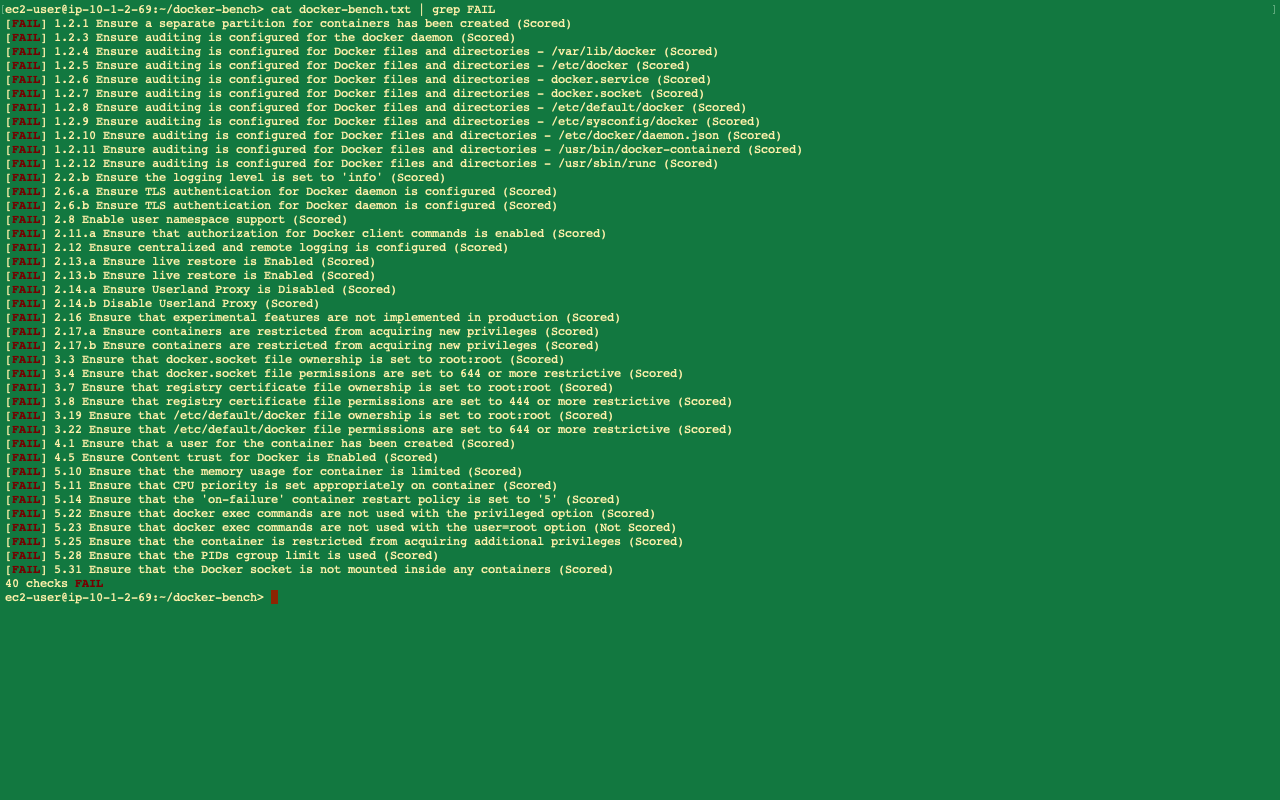 ec2-user@ip-10-1-2-69:~/docker-bench> cat docker-bench.txt | grep FAIL
[FAIL] 1.2.1 Ensure a separate partition for containers has been created (Scored)
[FAIL] 1.2.3 Ensure auditing is configured for the docker daemon (Scored)
[FAIL] 1.2.4 Ensure auditing is configured for Docker files and directories - /var/lib/docker (Scored)
[FAIL] 1.2.5 Ensure auditing is configured for Docker files and directories - /etc/docker (Scored)
[FAIL] 1.2.6 Ensure auditing is configured for Docker files and directories - docker.service (Scored)
[FAIL] 1.2.7 Ensure auditing is configured for Docker files and directories - docker.socket (Scored)
[FAIL] 1.2.8 Ensure auditing is configured for Docker files and directories - /etc/default/docker (Scored)
[FAIL] 1.2.9 Ensure auditing is configured for Docker files and directories - /etc/sysconfig/docker (Scored)
[FAIL] 1.2.10 Ensure auditing is configured for Docker files and directories - /etc/docker/daemon.json (Scored)
[FAIL] 1.2.11 Ensure auditing is configured for Docker files and directories - /usr/bin/docker-containerd (Scored)
[FAIL] 1.2.12 Ensure auditing is configured for Docker files and directories - /usr/sbin/runc (Scored)
[FAIL] 2.2.b Ensure the logging level is set to 'info' (Scored)
[FAIL] 2.6.a Ensure TLS authentication for Docker daemon is configured (Scored)
[FAIL] 2.6.b Ensure TLS authentication for Docker daemon is configured (Scored)
[FAIL] 2.8 Enable user namespace support (Scored)
[FAIL] 2.11.a Ensure that authorization for Docker client commands is enabled (Scored)
[FAIL] 2.12 Ensure centralized and remote logging is configured (Scored)
[FAIL] 2.13.a Ensure live restore is Enabled (Scored)
[FAIL] 2.13.b Ensure live restore is Enabled (Scored)
[FAIL] 2.14.a Ensure Userland Proxy is Disabled (Scored)
[FAIL] 2.14.b Disable Userland Proxy (Scored)
[FAIL] 2.16 Ensure that experimental features are not implemented in production (Scored)
[FAIL] 2.17.a Ensure containers are restricted from acquiring new privileges (Scored)
[FAIL] 2.17.b Ensure containers are restricted from acquiring new privileges (Scored)
[FAIL] 3.3 Ensure that docker.socket file ownership is set to root:root (Scored)
[FAIL] 3.4 Ensure that docker.socket file permissions are set to 644 or more restrictive (Scored)
[FAIL] 3.7 Ensure that registry certificate file ownership is set to root:root (Scored)
[FAIL] 3.8 Ensure that registry certificate file permissions are set to 444 or more restrictive (Scored)
[FAIL] 3.19 Ensure that /etc/default/docker file ownership is set to root:root (Scored)
[FAIL] 3.22 Ensure that /etc/default/docker file permissions are set to 644 or more restrictive (Scored)
[FAIL] 4.1 Ensure that a user for the container has been created (Scored)
[FAIL] 4.5 Ensure Content trust for Docker is Enabled (Scored)
[FAIL] 5.10 Ensure that the memory usage for container is limited (Scored)
[FAIL] 5.11 Ensure that CPU priority is set appropriately on container (Scored)
[FAIL] 5.14 Ensure that the 'on-failure' container restart policy is set to '5' (Scored)
[FAIL] 5.22 Ensure that docker exec commands are not used with the privileged option (Scored)
[FAIL] 5.23 Ensure that docker exec commands are not used with the user=root option (Not Scored)
[FAIL] 5.25 Ensure that the container is restricted from acquiring additional privileges (Scored)
[FAIL] 5.28 Ensure that the PIDs cgroup limit is used (Scored)
[FAIL] 5.31 Ensure that the Docker socket is not mounted inside any containers (Scored)
40 checks FAIL
ec2-user@ip-10-1-2-69:~/docker-bench>